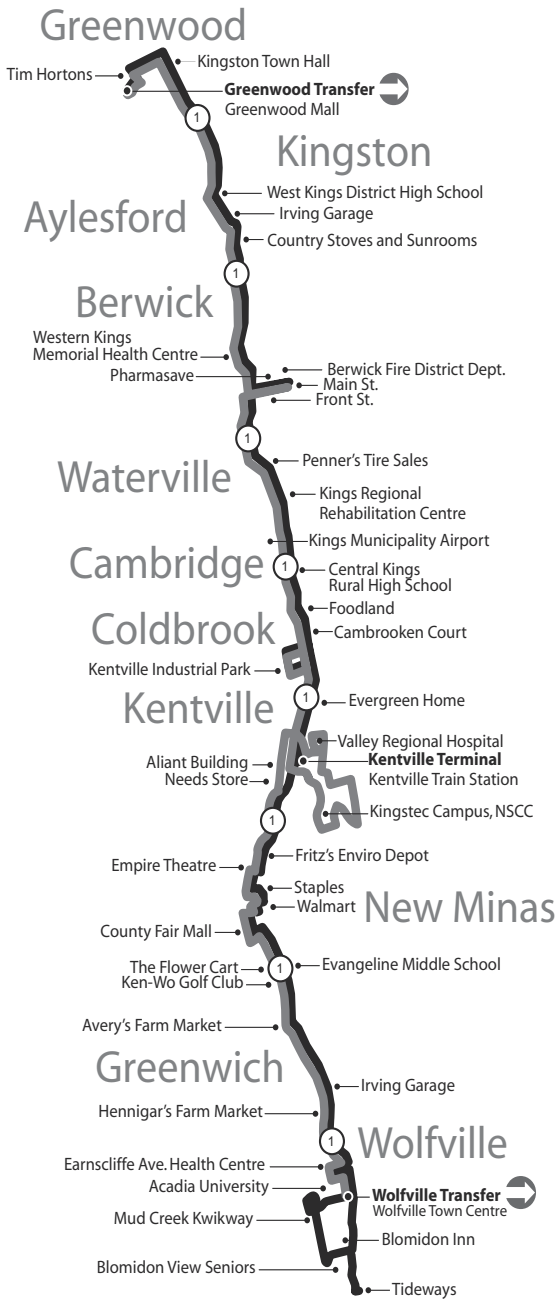 Greenwood
Kingston Town Hall
Tim Hortons
Greenwood Transfer
Greenwood Mall
1
Kingston
West Kings District High School
Aylesford
Irving Garage
Country Stoves and Sunrooms
1
Berwick
Western Kings
Memorial Health Centre
Berwick Fire District Dept.
Pharmasave
Main St.
Front St.
1
Penner's Tire Sales
Waterville
Kings Regional
Rehabilitation Centre
Kings Municipality Airport
Cambridge
1
Central Kings
Rural High School
Foodland
Coldbrook
Cambrooken Court
Kentville Industrial Park
1
Evergreen Home
Kentville
Valley Regional Hospital
Aliant Building
Kentville Terminal
Needs Store
Kentville Train Station
Kingstec Campus, NSCC
1
Fritz's Enviro Depot
Empire Theatre
Staples
Walmart
New Minas
County Fair Mall
The Flower Cart
1
Evangeline Middle School
Ken-Wo Golf Club
Avery's Farm Market
Greenwich
Irving Garage
Hennigar's Farm Market
1
Wolfville
Earnscliffe Ave. Health Centre
Acadia University
Wolfville Transfer
Wolfville Town Centre
Mud Creek Kwikway
Blomidon Inn
Blomidon View Seniors
Tideways